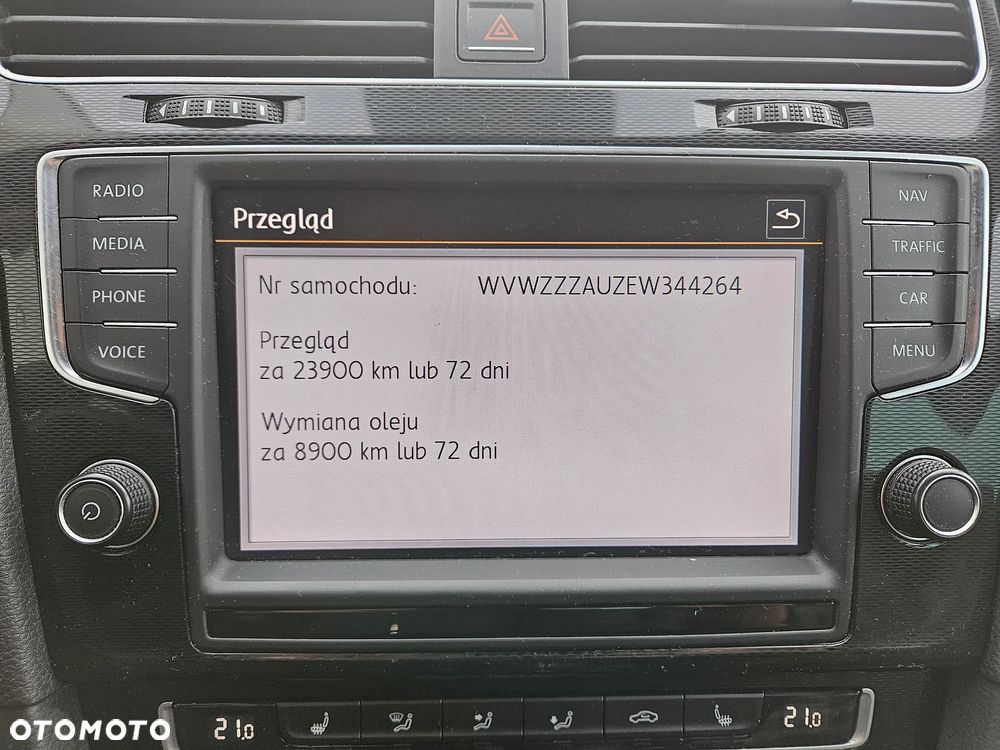 RADIO
MEDIA
PHONE
VOICE
NAV
TRAFFIC
CAR
MENU
Przegląd
Nr samochodu: WVWZZZAUZEW344264
Przegląd
za 23900 km lub 72 dni
Wymiana oleju
za 8900 km lub 72 dni
21.0
21.0
OTOMOTO